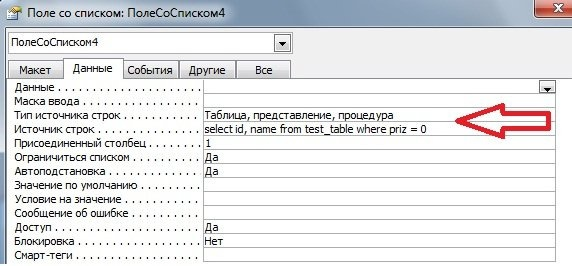 Поле со списком: ПолеСоСписком4
ПолеСоСписком4
Макет Данные События Другие Все
Данные . . . . . . . . . . . . . . . . . . . . .
Маска ввода . . . . . . . . . . . . . . . . .
Тип источника строк . . . . . . . . . . Таблица, представление, процедура
Источник строк . . . . . . . . . . . . . . select id, name from test_table where priz = 0
Присоединенный столбец . . . . . . 1
Ограничиться списком . . . . . . . . . Да
Автоподстановка . . . . . . . . . . . . . Да
Значение по умолчанию . . . . . . . .
Условие на значение . . . . . . . . . .
Сообщение об ошибке . . . . . . . . .
Доступ . . . . . . . . . . . . . . . . . . . . . Да
Блокировка . . . . . . . . . . . . . . . . . Нет
Смарт-теги . . . . . . . . . . . . . . . . . .